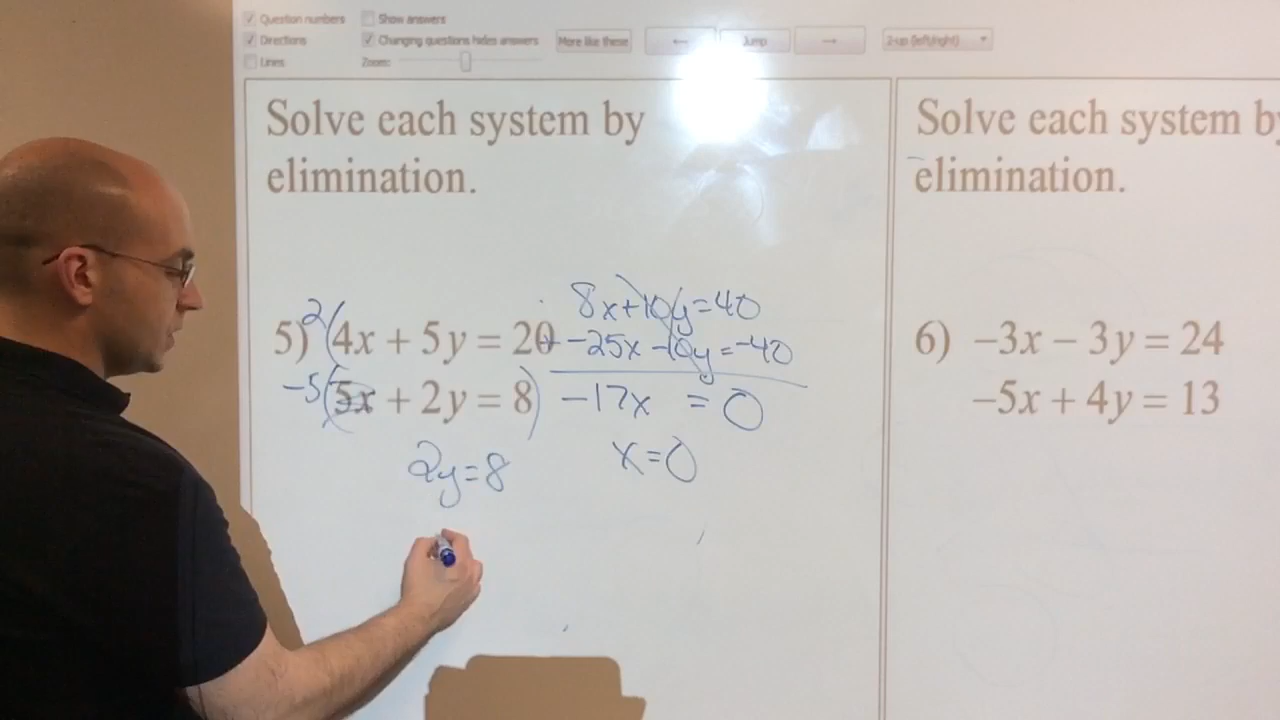 Question numbers Show answers
Directions Changing questions hides answers More like these ← Jump → 2-up (left/right)
Lines Zoom:
Solve each system by
elimination.
5) 2(4x + 5y = 20
-5(5x + 2y = 8)
8x+10y=40
+ -25x -10y=-40
-17x = 0
x=0
2y=8
Solve each system by
elimination.
6) −3x − 3y = 24
−5x + 4y = 13